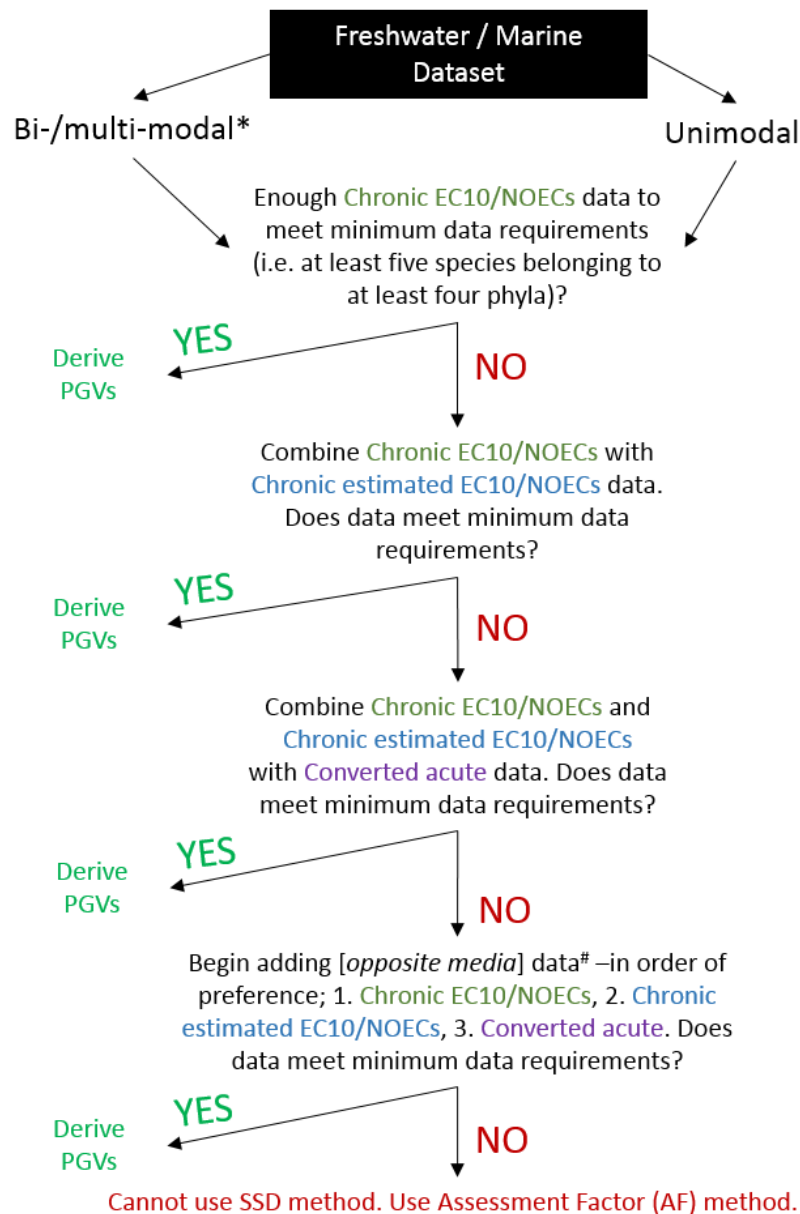 Freshwater / Marine
Dataset
Bi-/multi-modal*
Unimodal
Enough Chronic EC10/NOECs data to
meet minimum data requirements
(i.e. at least five species belonging to
at least four phyla)?
YES
Derive
PGVs
NO
Combine Chronic EC10/NOECs with
Chronic estimated EC10/NOECs data.
Does data meet minimum data
requirements?
YES
Derive
PGVs
NO
Combine Chronic EC10/NOECs and
Chronic estimated EC10/NOECs
with Converted acute data. Does data
meet minimum data requirements?
YES
Derive
PGVs
NO
Begin adding [opposite media] data# –in order of
preference; 1. Chronic EC10/NOECs, 2. Chronic
estimated EC10/NOECs, 3. Converted acute. Does
data meet minimum data requirements?
YES
Derive
PGVs
NO
Cannot use SSD method. Use Assessment Factor (AF) method.